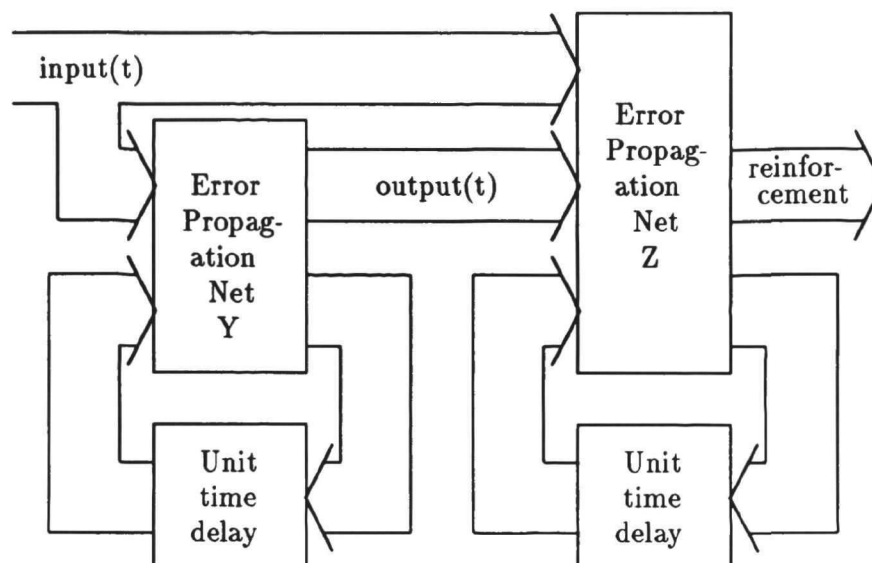 input(t)
Error
Propag-
ation
Net
Y
output(t)
Error
Propag-
ation
Net
Z
reinfor-
cement
Unit
time
delay
Unit
time
delay